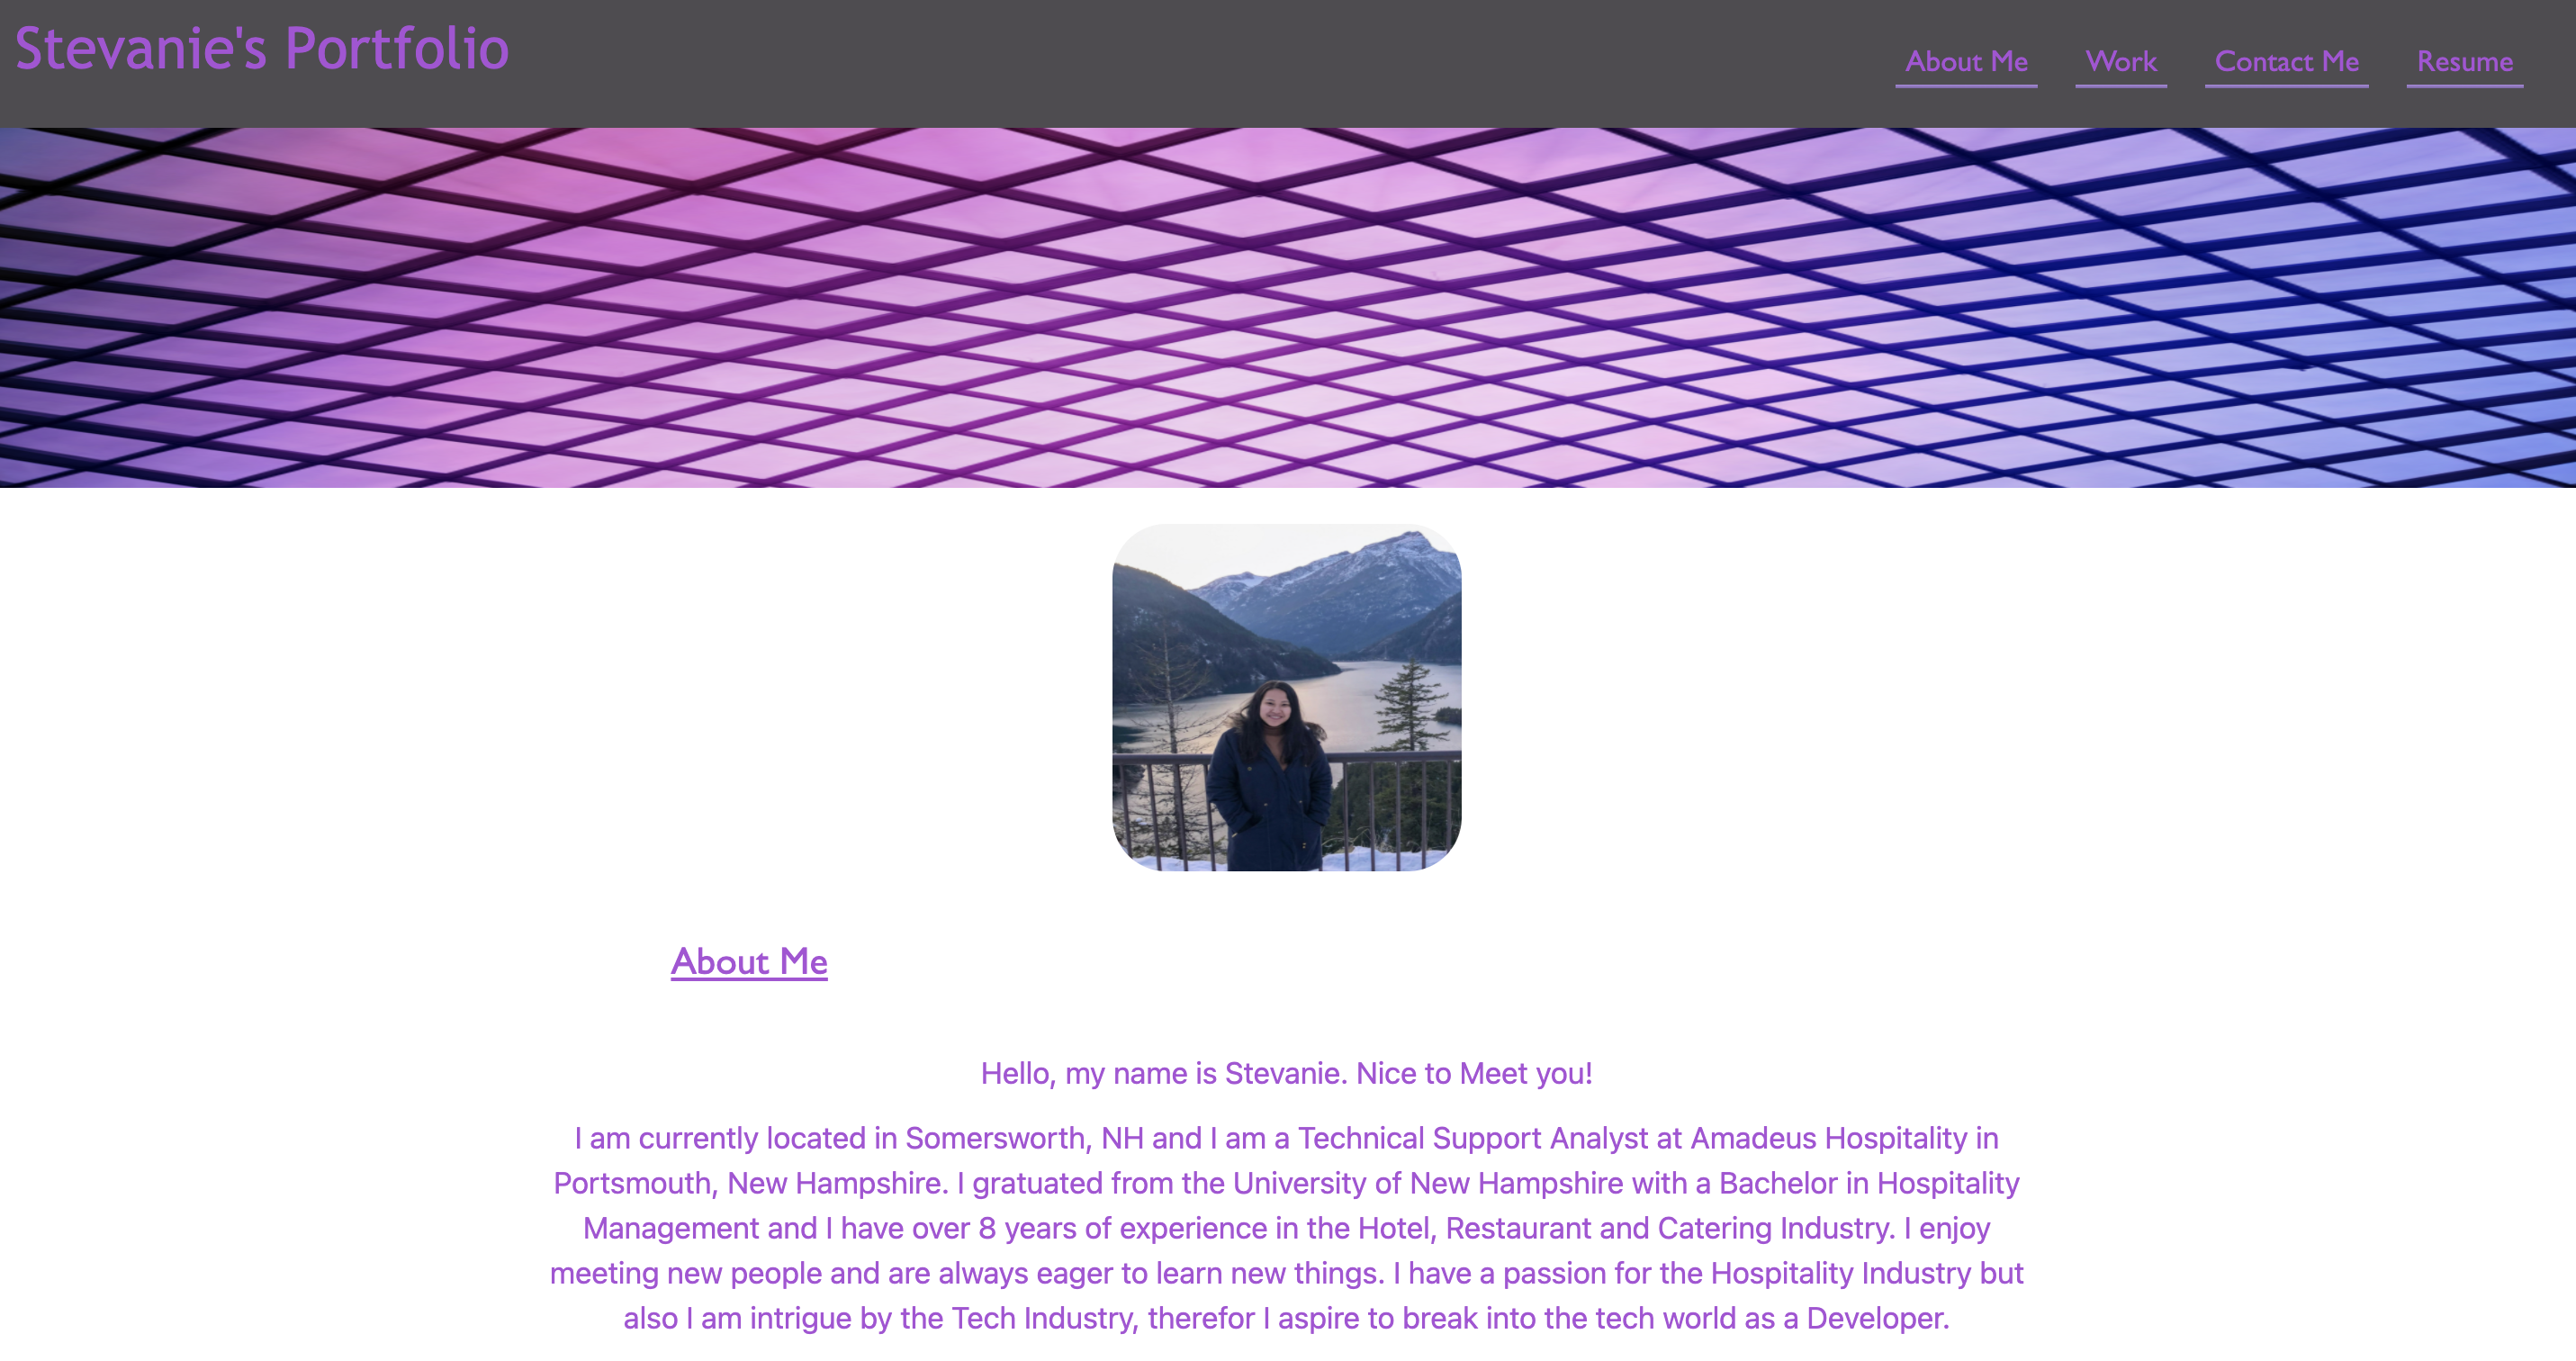 Stevanie's Portfolio
About Me Work Contact Me Resume
About Me
Hello, my name is Stevanie. Nice to Meet you!
I am currently located in Somersworth, NH and I am a Technical Support Analyst at Amadeus Hospitality in
Portsmouth, New Hampshire. I gratuated from the University of New Hampshire with a Bachelor in Hospitality
Management and I have over 8 years of experience in the Hotel, Restaurant and Catering Industry. I enjoy
meeting new people and are always eager to learn new things. I have a passion for the Hospitality Industry but
also I am intrigue by the Tech Industry, therefor I aspire to break into the tech world as a Developer.